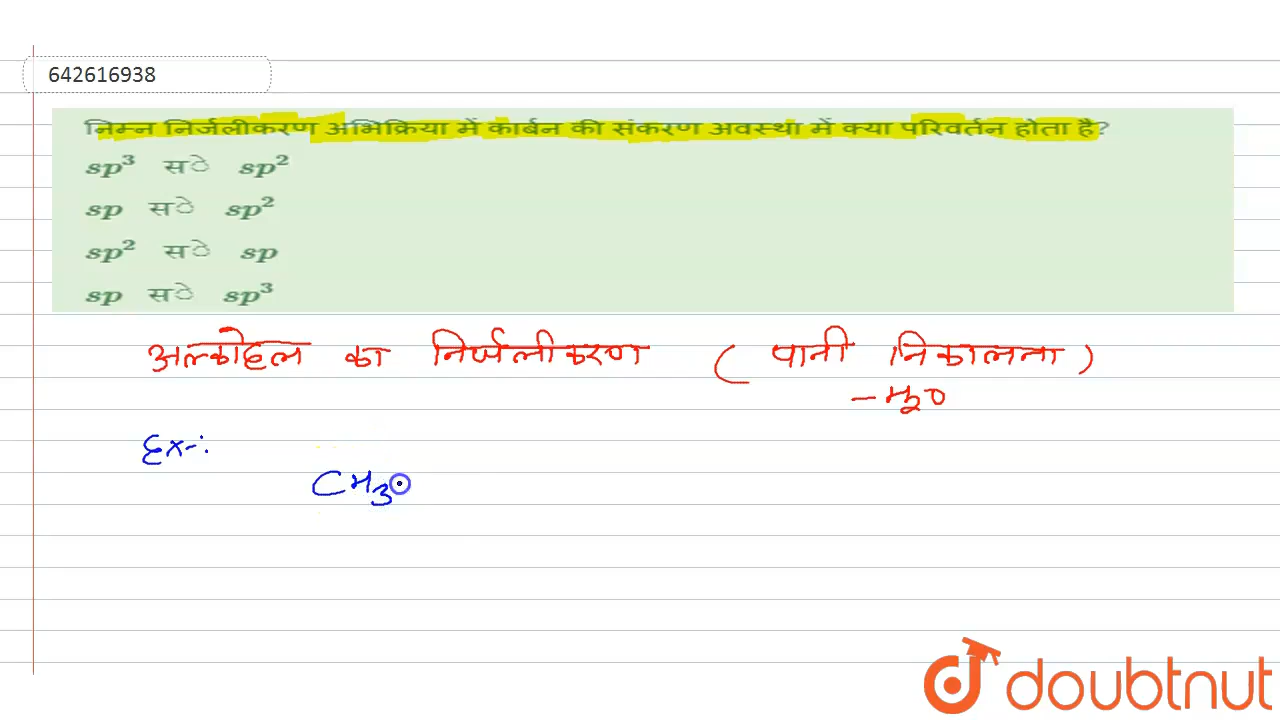 642616938
निम्न निर्जलीकरण अभिक्रिया में कार्बन की संकरण अवस्था में क्या परिवर्तन होता है?
sp³ से sp²
sp से sp²
sp² से sp
sp से sp³
अल्कोहल का निर्जलीकरण (पानी निकालना)
– H₂O
Ex-:
CH₃
doubtnut